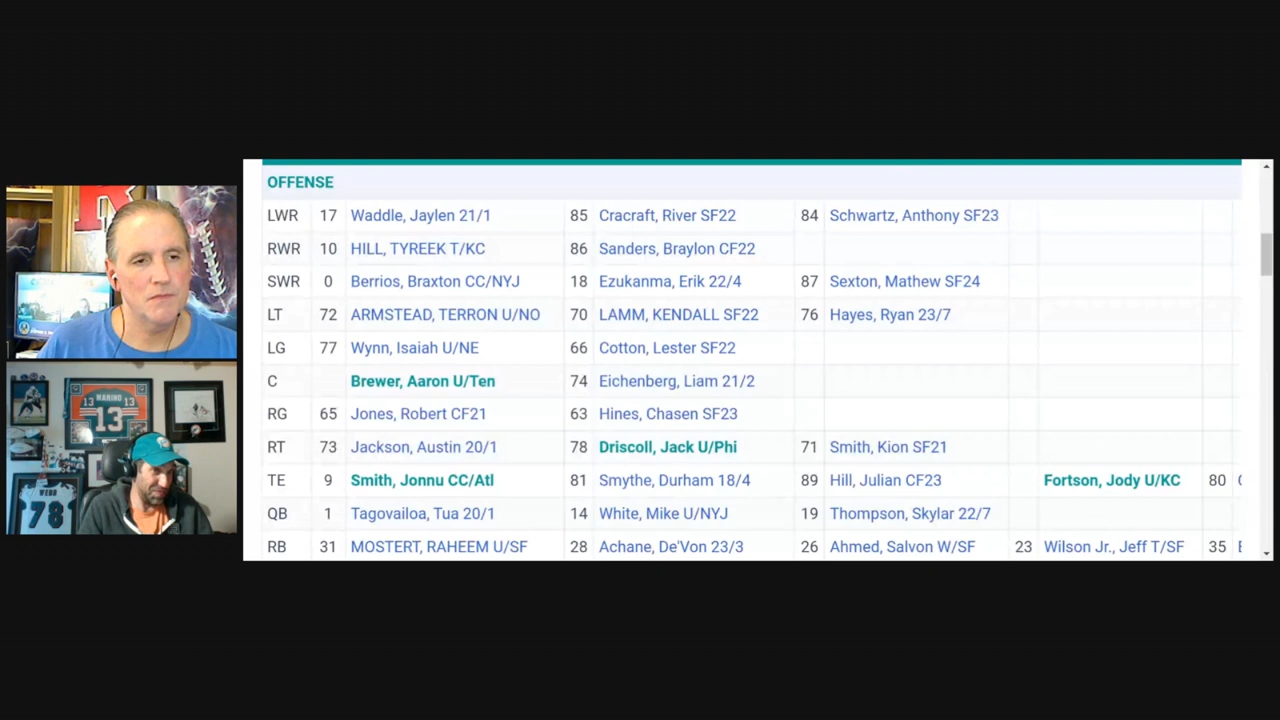 OFFENSE
LWR 17 Waddle, Jaylen 21/1 85 Cracraft, River SF22 84 Schwartz, Anthony SF23
RWR 10 HILL, TYREEK T/KC 86 Sanders, Braylon CF22
SWR 0 Berrios, Braxton CC/NYJ 18 Ezukanma, Erik 22/4 87 Sexton, Mathew SF24
LT 72 ARMSTEAD, TERRON U/NO 70 LAMM, KENDALL SF22 76 Hayes, Ryan 23/7
LG 77 Wynn, Isaiah U/NE 66 Cotton, Lester SF22
C Brewer, Aaron U/Ten 74 Eichenberg, Liam 21/2
RG 65 Jones, Robert CF21 63 Hines, Chasen SF23
RT 73 Jackson, Austin 20/1 78 Driscoll, Jack U/Phi 71 Smith, Kion SF21
TE 9 Smith, Jonnu CC/Atl 81 Smythe, Durham 18/4 89 Hill, Julian CF23 Fortson, Jody U/KC 80
QB 1 Tagovailoa, Tua 20/1 14 White, Mike U/NYJ 19 Thompson, Skylar 22/7
RB 31 MOSTERT, RAHEEM U/SF 28 Achane, De'Von 23/3 26 Ahmed, Salvon W/SF 23 Wilson Jr., Jeff T/SF 35
R
MARINO
13 13
13
WEBB
78